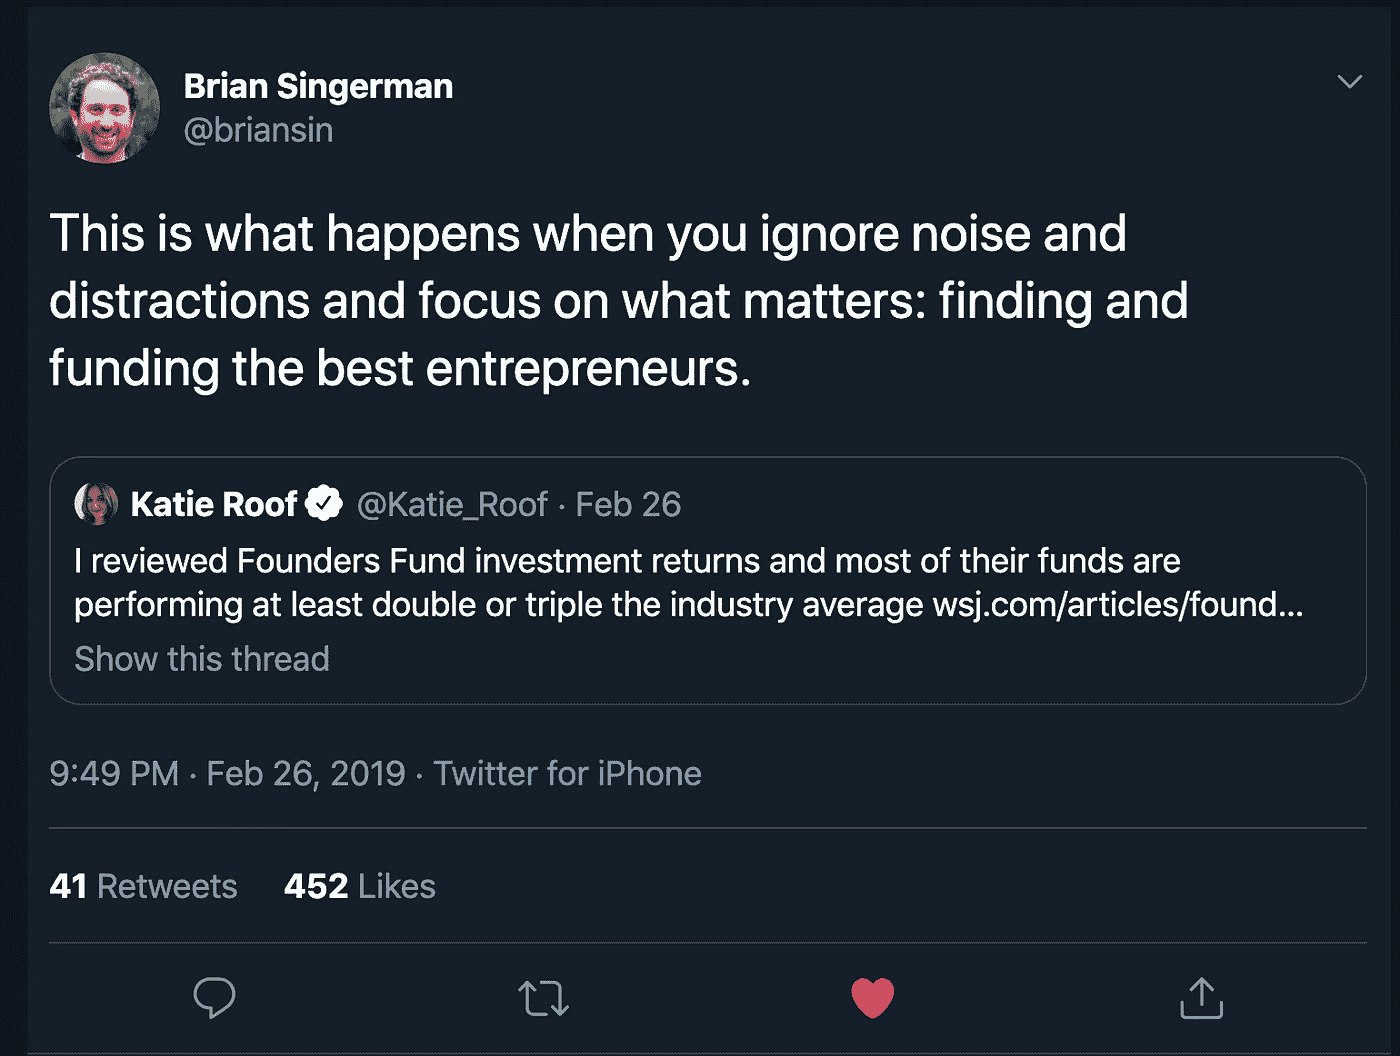 Brian Singerman
@briansin
This is what happens when you ignore noise and
distractions and focus on what matters: finding and
funding the best entrepreneurs.
Katie Roof @Katie_Roof · Feb 26
I reviewed Founders Fund investment returns and most of their funds are
performing at least double or triple the industry average wsj.com/articles/found...
Show this thread
9:49 PM · Feb 26, 2019 · Twitter for iPhone
41 Retweets 452 Likes